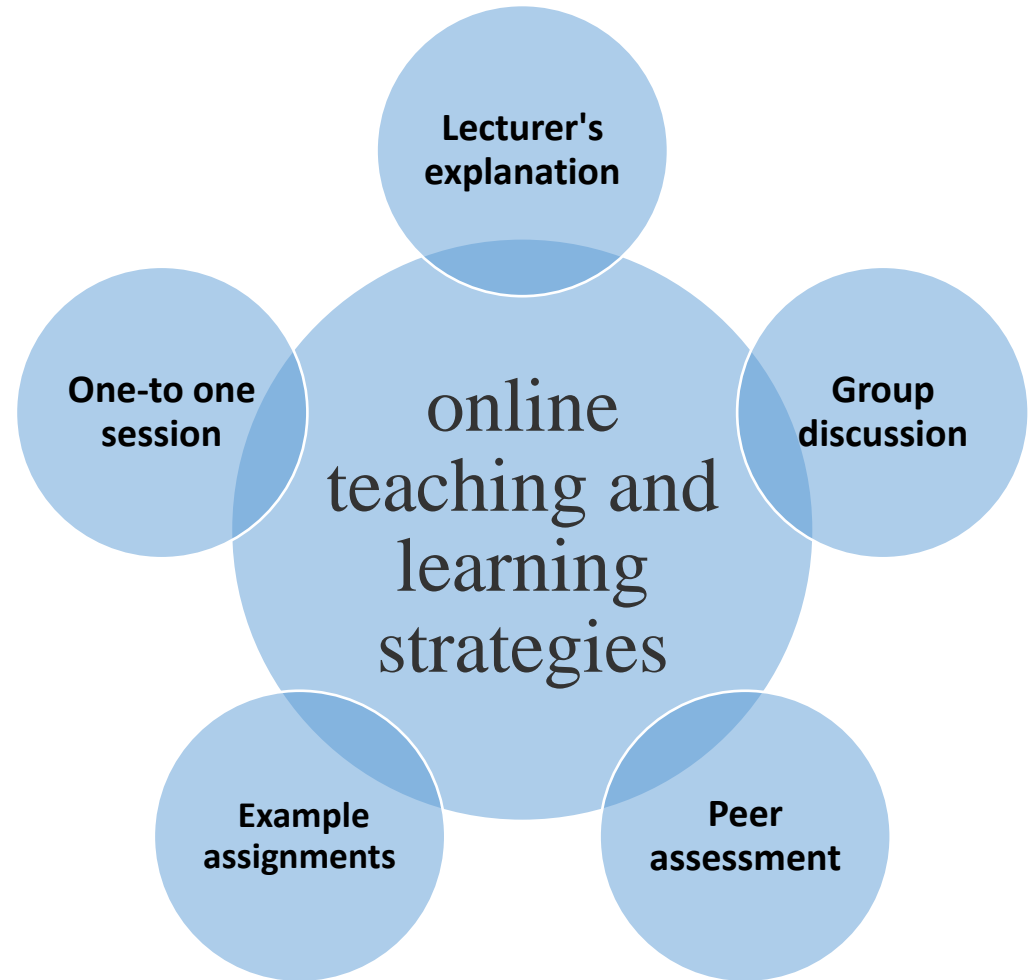 Lecturer's
explanation
One-to one
session
online
teaching and
learning
strategies
Group
discussion
Example
assignments
Peer
assessment